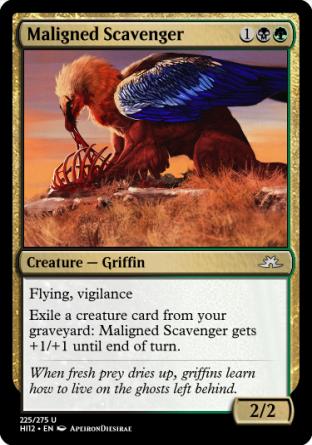 Maligned Scavenger 1
Creature — Griffin
Flying, vigilance
Exile a creature card from your
graveyard: Maligned Scavenger gets
+1/+1 until end of turn.
When fresh prey dries up, griffins learn
how to live on the ghosts left behind.
2/2
225/275 U
HI12 • EN ApeironDiesirae